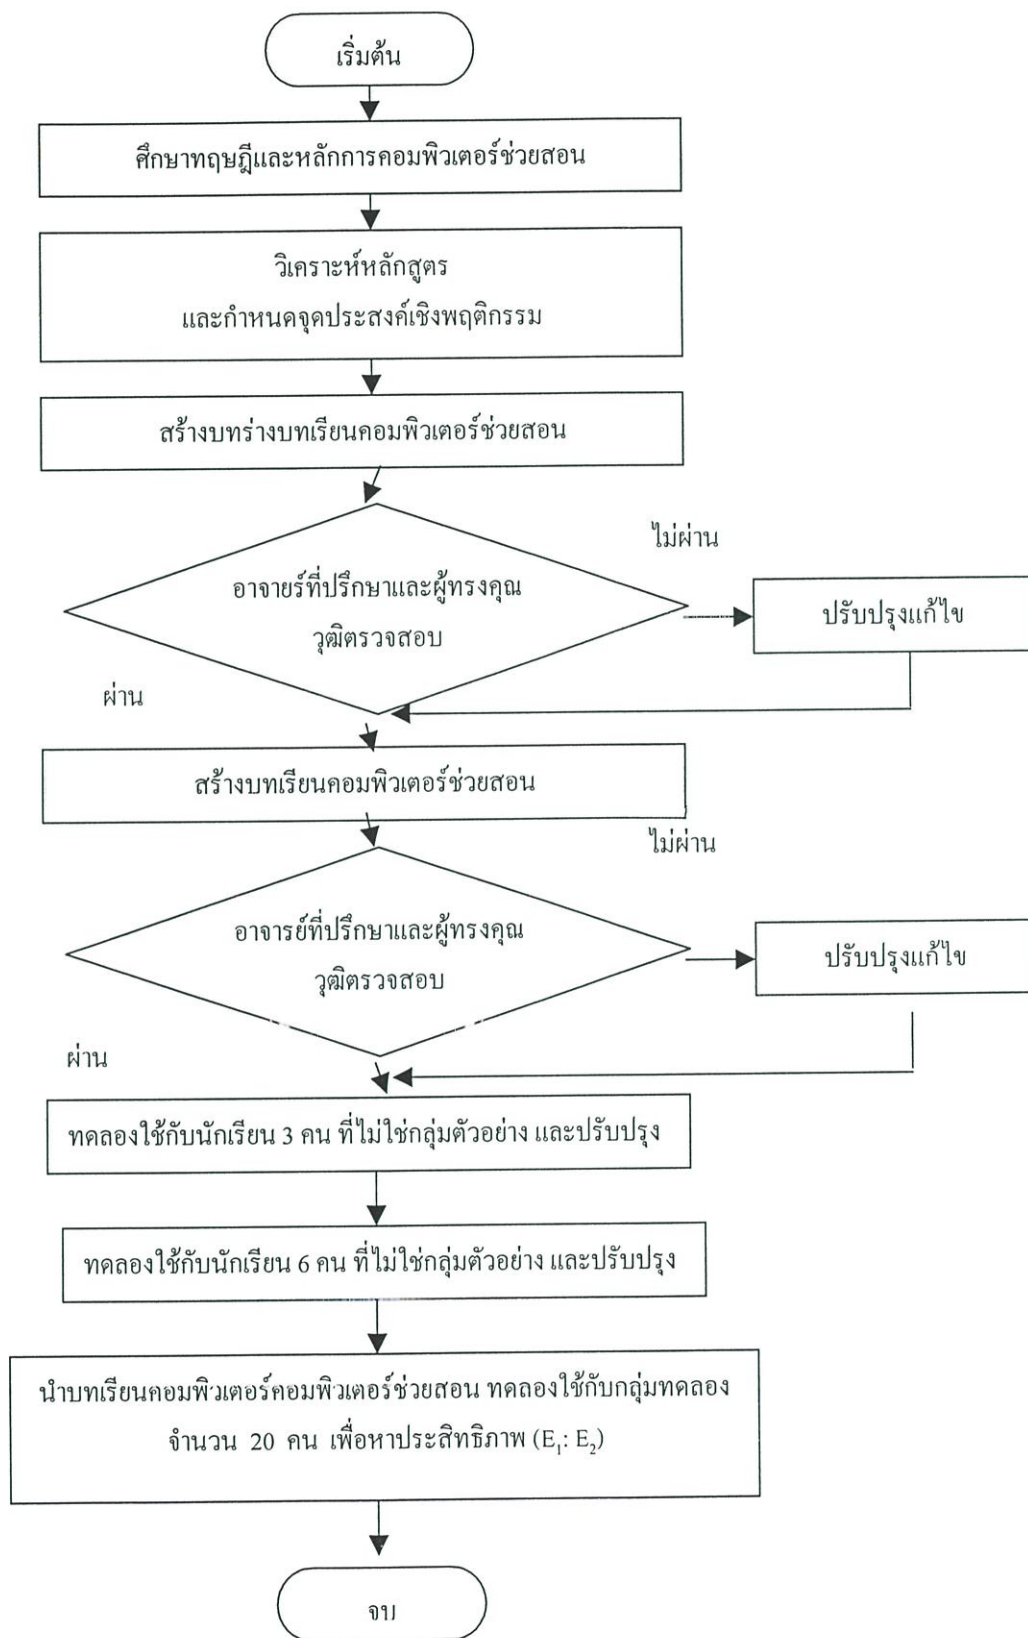 เริ่มต้น
ศึกษาทฤษฎีและหลักการคอมพิวเตอร์ช่วยสอน
วิเคราะห์หลักสูตร
และกำหนดจุดประสงค์เชิงพฤติกรรม
สร้างบทร่างบทเรียนคอมพิวเตอร์ช่วยสอน
ไม่ผ่าน
อาจายร์ที่ปรึกษาและผู้ทรงคุณ
วุฒิตรวจสอบ
ปรับปรุงแก้ไข
ผ่าน
สร้างบทเรียนคอมพิวเตอร์ช่วยสอน
ไม่ผ่าน
อาจารย์ที่ปรึกษาและผู้ทรงคุณ
วุฒิตรวจสอบ
ปรับปรุงแก้ไข
ผ่าน
ทดลองใช้กับนักเรียน 3 คน ที่ไม่ใช่กลุ่มตัวอย่าง และปรับปรุง
ทดลองใช้กับนักเรียน 6 คน ที่ไม่ใช่กลุ่มตัวอย่าง และปรับปรุง
นำบทเรียนคอมพิวเตอร์คอมพิวเตอร์ช่วยสอน ทดลองใช้กับกลุ่มทดลอง
จำนวน 20 คน เพื่อหาประสิทธิภาพ (E₁: E₂)
จบ